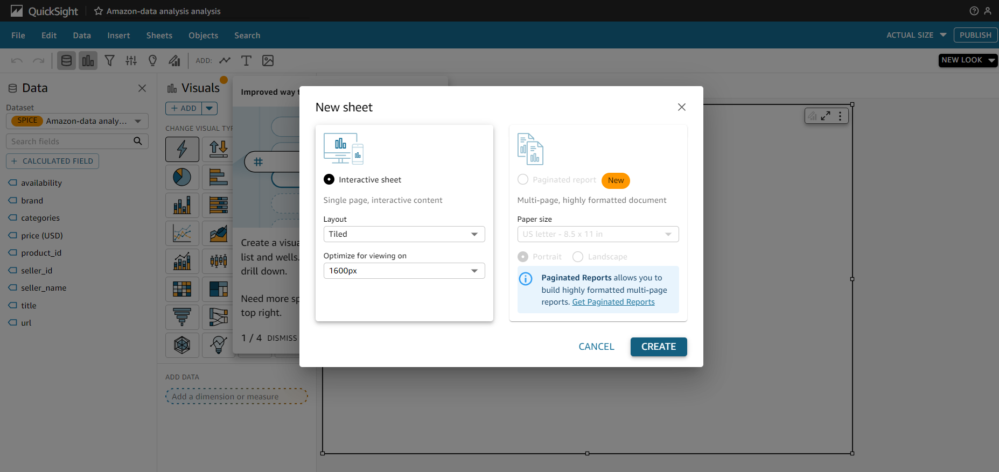 QuickSight
Amazon-data analysis analysis
File Edit Data Insert Sheets Objects Search
ACTUAL SIZE
PUBLISH
ADD:
NEW LOOK
Data
Dataset
SPICE Amazon-data analy...
Search fields
+ CALCULATED FIELD
availability
brand
categories
price (USD)
product_id
seller_id
seller_name
title
url
Visuals
+ ADD
CHANGE VISUAL TYP
ADD DATA
Add a dimension or measure
Improved way t
#
Create a visua
list and wells.
drill down.
Need more sp
top right.
1 / 4 DISMISS
New sheet
Interactive sheet
Single page, interactive content
Layout
Tiled
Optimize for viewing on
1600px
Paginated report New
Multi-page, highly formatted document
Paper size
US letter - 8.5 x 11 in
Portrait Landscape
Paginated Reports allows you to
build highly formatted multi-page
reports. Get Paginated Reports
CANCEL
CREATE